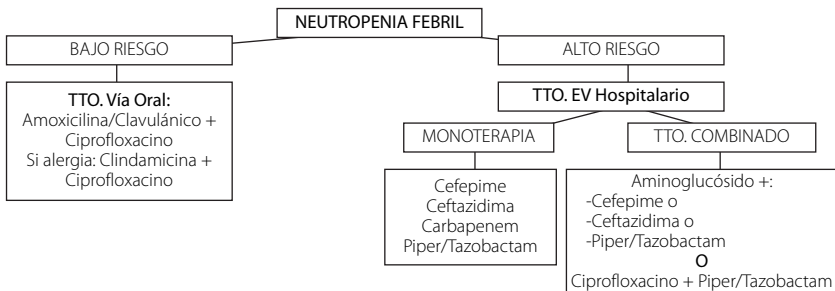 NEUTROPENIA FEBRIL
BAJO RIESGO
TTO. Vía Oral:
Amoxicilina/Clavulánico +
Ciprofloxacino
Si alergia: Clindamicina +
Ciprofloxacino
ALTO RIESGO
TTO. EV Hospitalario
MONOTERAPIA
Cefepime
Ceftazidima
Carbapenem
Piper/Tazobactam
TTO. COMBINADO
Aminoglucósido +:
-Cefepime o
-Ceftazidima o
-Piper/Tazobactam
O
Ciprofloxacino + Piper/Tazobactam